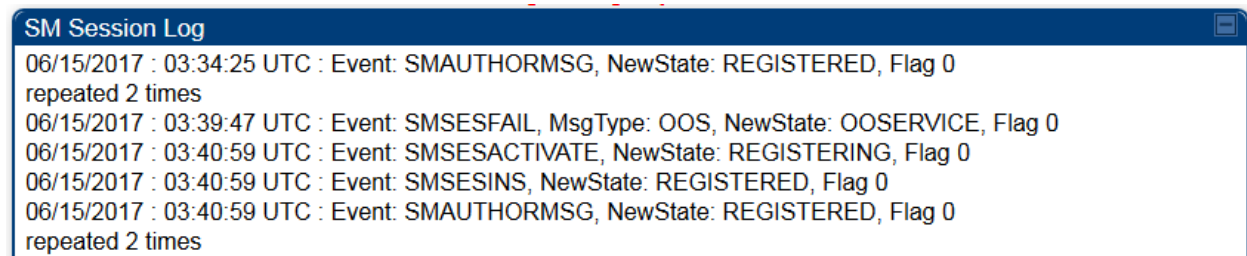 SM Session Log
06/15/2017 : 03:34:25 UTC : Event: SMAUTHORMSG, NewState: REGISTERED, Flag 0
repeated 2 times
06/15/2017 : 03:39:47 UTC : Event: SMSESFAIL, MsgType: OOS, NewState: OOSERVICE, Flag 0
06/15/2017 : 03:40:59 UTC : Event: SMSESACTIVATE, NewState: REGISTERING, Flag 0
06/15/2017 : 03:40:59 UTC : Event: SMSESINS, NewState: REGISTERED, Flag 0
06/15/2017 : 03:40:59 UTC : Event: SMAUTHORMSG, NewState: REGISTERED, Flag 0
repeated 2 times